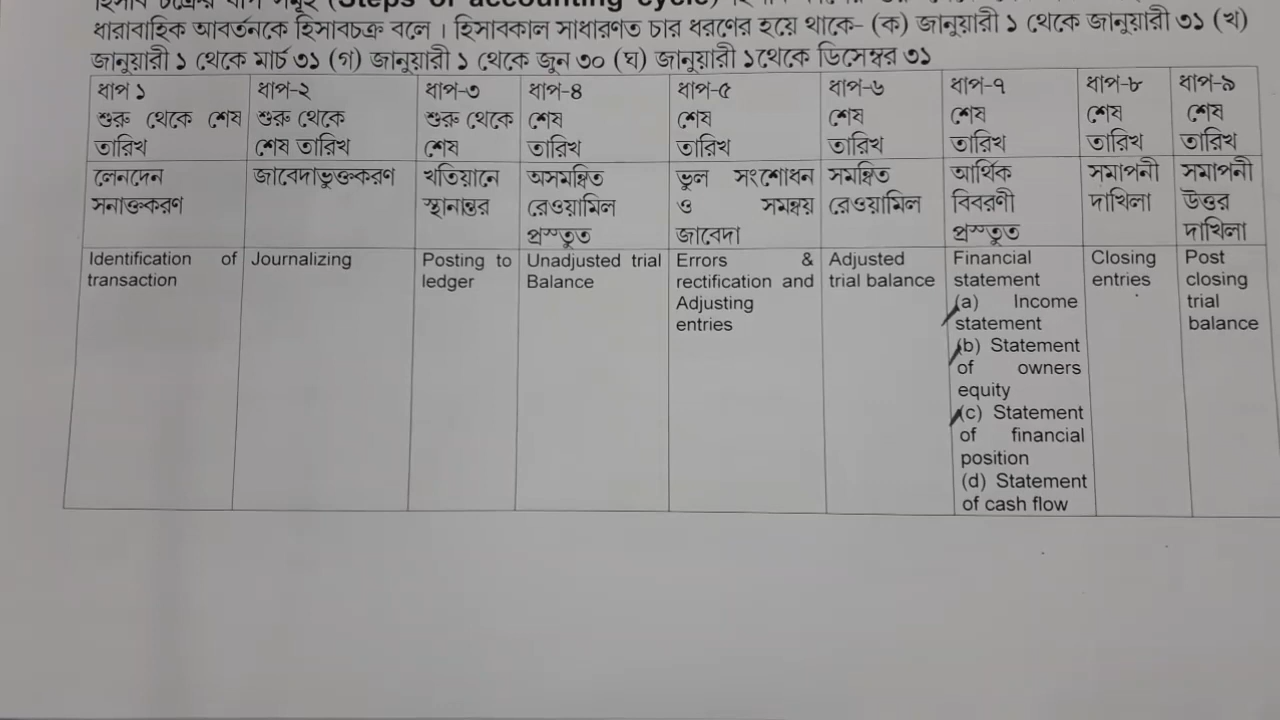 (Steps of accounting cycle)
ধারাবাহিক আবর্তনকে হিসাবচক্র বলে । হিসাবকাল সাধারণত চার ধরণের হয়ে থাকে- (ক) জানুয়ারী ১ থেকে জানুয়ারী ৩১ (খ)
জানুয়ারী ১ থেকে মার্চ ৩১ (গ) জানুয়ারী ১ থেকে জুন ৩০ (ঘ) জানুয়ারী ১থেকে ডিসেম্বর ৩১
ধাপ ১ ধাপ-২ ধাপ-৩ ধাপ-৪ ধাপ-৫ ধাপ-৬ ধাপ-৭ ধাপ-৮ ধাপ-৯
শুরু থেকে শেষ শুরু থেকে শুরু থেকে শেষ শেষ শেষ শেষ শেষ শেষ
তারিখ শেষ তারিখ শেষ তারিখ তারিখ তারিখ তারিখ তারিখ তারিখ
লেনদেন জাবেদাভুক্তকরণ খতিয়ানে অসমন্বিত ভুল সংশোধন সমন্বিত আর্থিক সমাপনী সমাপনী
সনাক্তকরণ স্থানান্তর রেওয়ামিল ও সমন্বয় রেওয়ামিল বিবরণী দাখিলা উত্তর
প্রস্তুত জাবেদা প্রস্তুত দাখিলা
Identification of Journalizing Posting to Unadjusted trial Errors & Adjusted Financial Closing Post
transaction ledger Balance rectification and trial balance statement entries closing
Adjusting (a) Income trial
entries statement balance
(b) Statement
of owners
equity
(c) Statement
of financial
position
(d) Statement
of cash flow